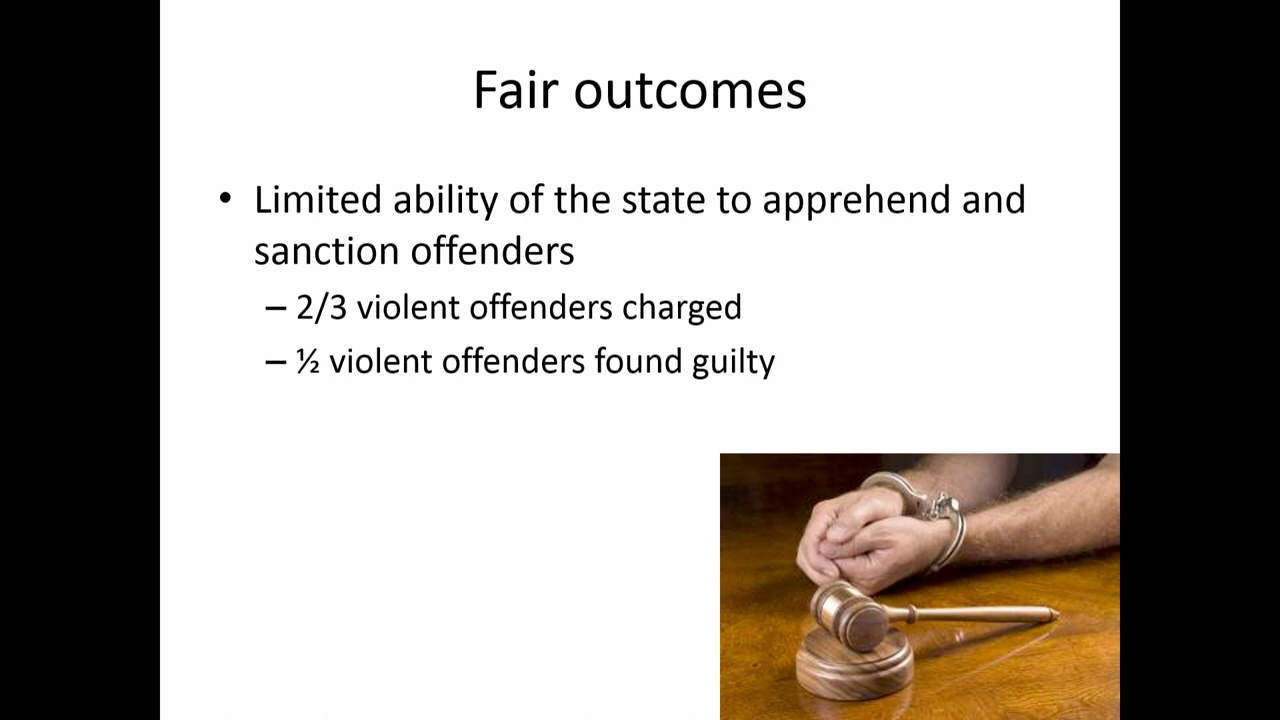 Fair outcomes
• Limited ability of the state to apprehend and
sanction offenders
– 2/3 violent offenders charged
– ½ violent offenders found guilty